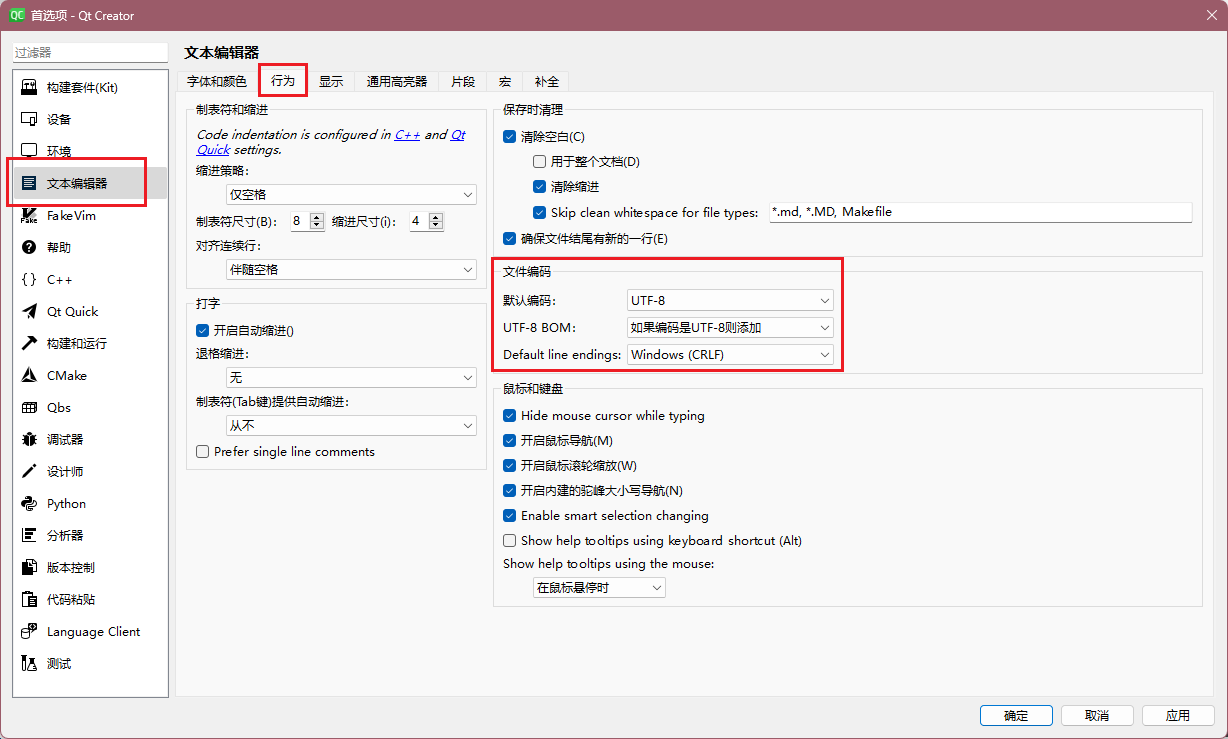 首选项 - Qt Creator
过滤器
构建套件(Kit)
设备
环境
文本编辑器
FakeVim
帮助
C++
Qt Quick
构建和运行
CMake
Qbs
调试器
设计师
Python
分析器
版本控制
代码粘贴
Language Client
测试
文本编辑器
字体和颜色 行为 显示 通用高亮器 片段 宏 补全
制表符和缩进
Code indentation is configured in C++ and Qt
Quick settings.
缩进策略:
仅空格
制表符尺寸(B): 8 缩进尺寸(i): 4
对齐连续行:
伴随空格
打字
开启自动缩进()
退格缩进:
无
制表符(Tab键)提供自动缩进:
从不
Prefer single line comments
保存时清理
清除空白(C)
用于整个文档(D)
清除缩进
Skip clean whitespace for file types: *.md, *.MD, Makefile
确保文件结尾有新的一行(E)
文件编码
默认编码: UTF-8
UTF-8 BOM: 如果编码是UTF-8则添加
Default line endings: Windows (CRLF)
鼠标和键盘
Hide mouse cursor while typing
开启鼠标导航(M)
开启鼠标滚轮缩放(W)
开启内建的驼峰大小写导航(N)
Enable smart selection changing
Show help tooltips using keyboard shortcut (Alt)
Show help tooltips using the mouse:
在鼠标悬停时
确定 取消 应用